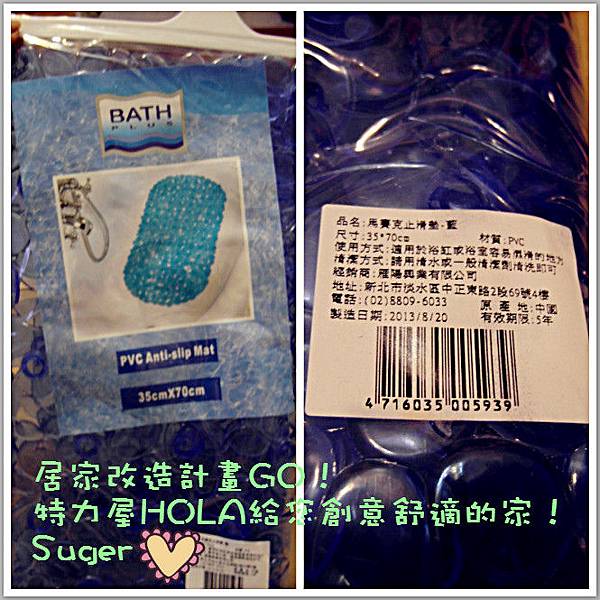 BATH
PLUS
PVC Anti-slip Mat
35cmX70cm
品名:馬賽克止滑墊-藍
尺寸:35*70cm 材質:PVC
使用方式:適用於浴缸或浴室容易濕滑的地方
清潔方式:請用清水或一般清潔劑清洗即可
經銷商:雁陽興業有限公司
地址:新北市淡水區中正東路2段69號4樓
電話:(02)8809-6033 原 產 地:中國
製造日期:2013/8/20 有效期限:5年
4 716035 005939
居家改造計畫GO!
特力屋HOLA給您創意舒適的家!
Suger